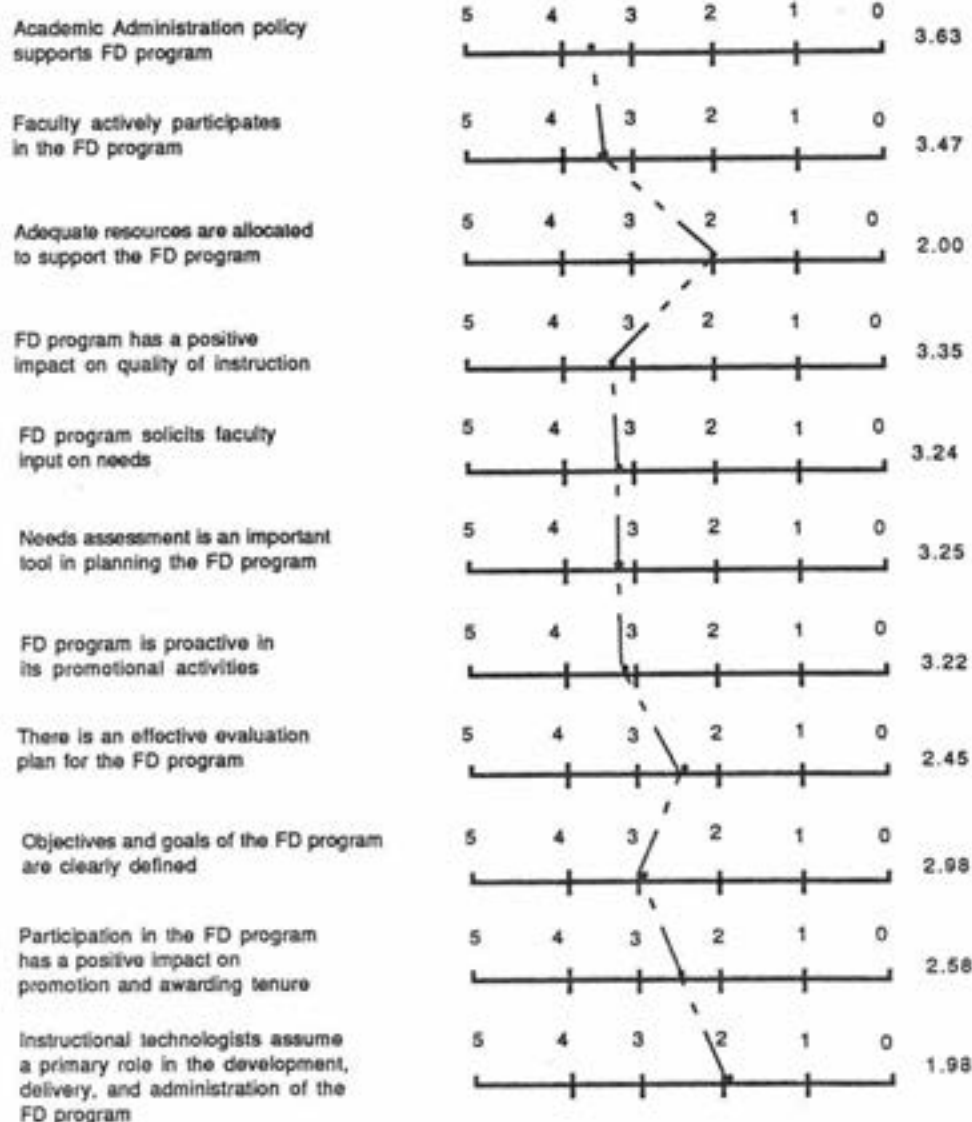 5 4 3 2 1 0
Academic Administration policy
supports FD program
3.63
5 4 3 2 1 0
Faculty actively participates
in the FD program
3.47
5 4 3 2 1 0
Adequate resources are allocated
to support the FD program
2.00
5 4 3 2 1 0
FD program has a positive
impact on quality of instruction
3.35
5 4 3 2 1 0
FD program solicits faculty
input on needs
3.24
5 4 3 2 1 0
Needs assessment is an important
tool in planning the FD program
3.25
5 4 3 2 1 0
FD program is proactive in
its promotional activities
3.22
5 4 3 2 1 0
There is an effective evaluation
plan for the FD program
2.45
5 4 3 2 1 0
Objectives and goals of the FD program
are clearly defined
2.98
5 4 3 2 1 0
Participation in the FD program
has a positive impact on
promotion and awarding tenure
2.58
5 4 3 2 1 0
Instructional technologists assume
a primary role in the development,
delivery, and administration of the
FD program
1.98